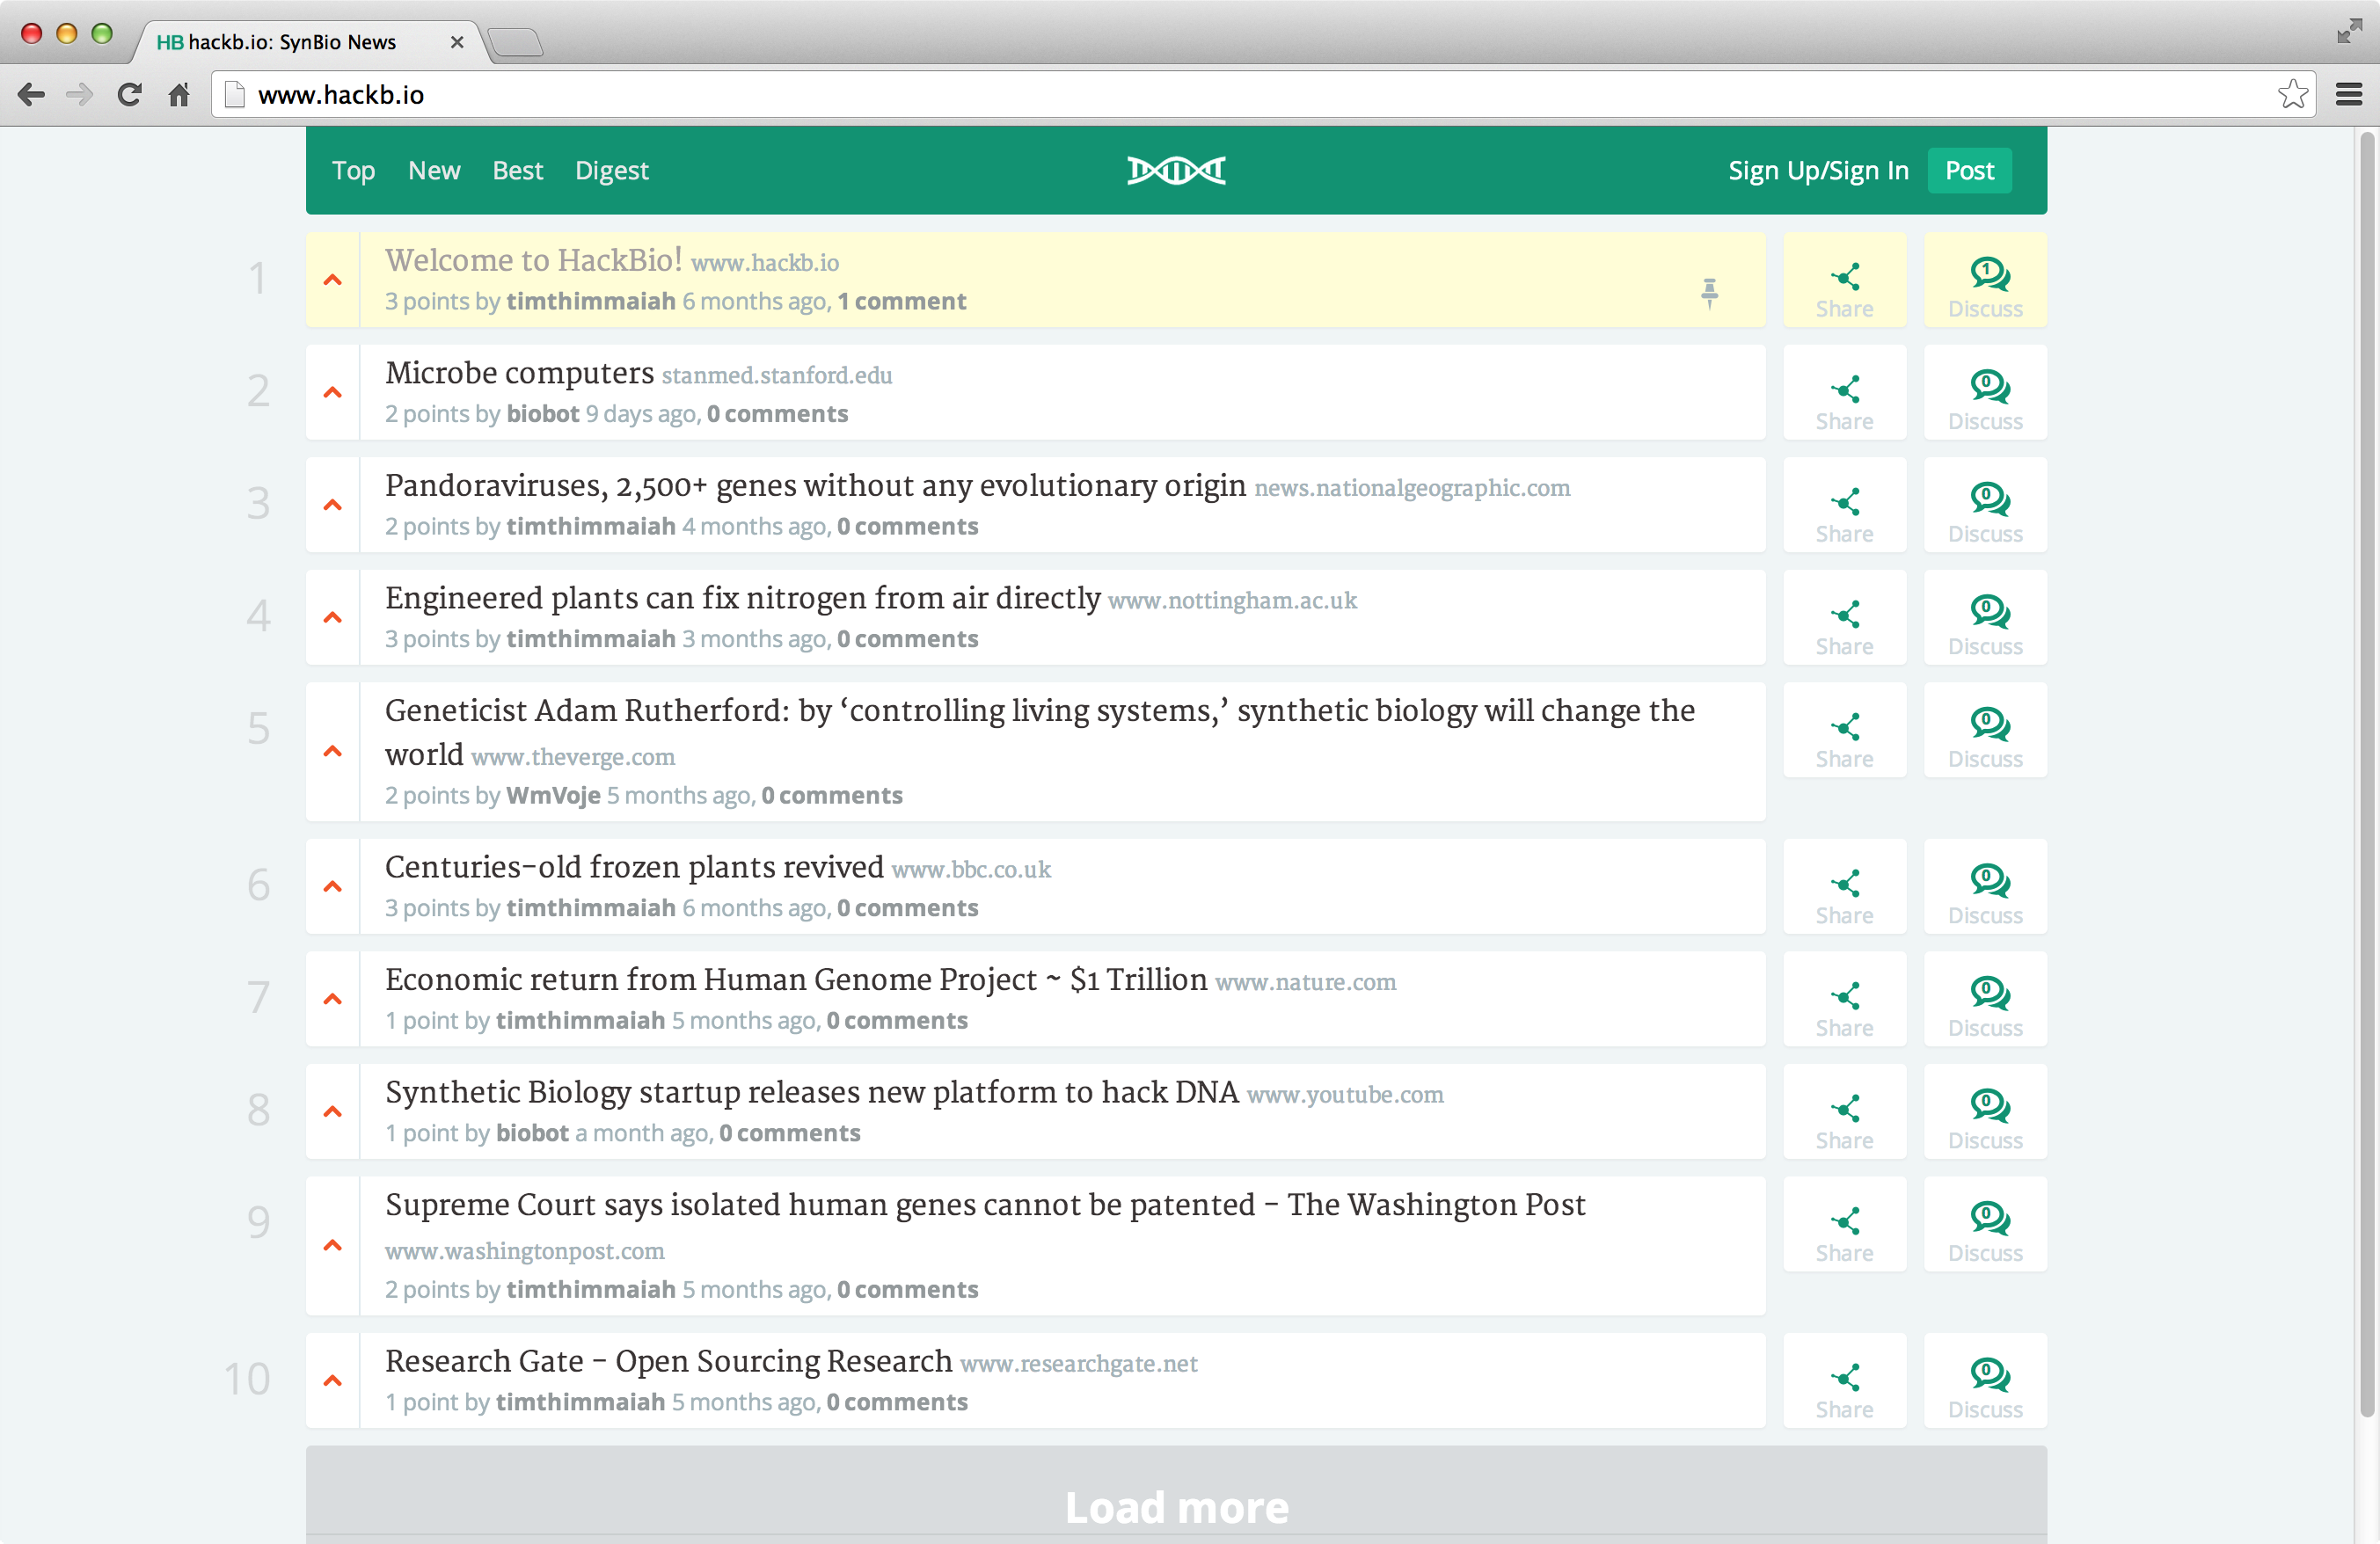 HB hackb.io: SynBio News
www.hackb.io
Top New Best Digest Sign Up/Sign In Post
1
Welcome to HackBio! www.hackb.io
3 points by timthimmaiah 6 months ago, 1 comment
Share
1
Discuss
2
Microbe computers stanmed.stanford.edu
2 points by biobot 9 days ago, 0 comments
Share
0
Discuss
3
Pandoraviruses, 2,500+ genes without any evolutionary origin news.nationalgeographic.com
2 points by timthimmaiah 4 months ago, 0 comments
Share
0
Discuss
4
Engineered plants can fix nitrogen from air directly www.nottingham.ac.uk
3 points by timthimmaiah 3 months ago, 0 comments
Share
0
Discuss
5
Geneticist Adam Rutherford: by ‘controlling living systems,’ synthetic biology will change the
world www.theverge.com
2 points by WmVoje 5 months ago, 0 comments
Share
0
Discuss
6
Centuries-old frozen plants revived www.bbc.co.uk
3 points by timthimmaiah 6 months ago, 0 comments
Share
0
Discuss
7
Economic return from Human Genome Project ~ $1 Trillion www.nature.com
1 point by timthimmaiah 5 months ago, 0 comments
Share
0
Discuss
8
Synthetic Biology startup releases new platform to hack DNA www.youtube.com
1 point by biobot a month ago, 0 comments
Share
0
Discuss
9
Supreme Court says isolated human genes cannot be patented - The Washington Post
www.washingtonpost.com
2 points by timthimmaiah 5 months ago, 0 comments
Share
0
Discuss
10
Research Gate - Open Sourcing Research www.researchgate.net
1 point by timthimmaiah 5 months ago, 0 comments
Share
0
Discuss
Load more